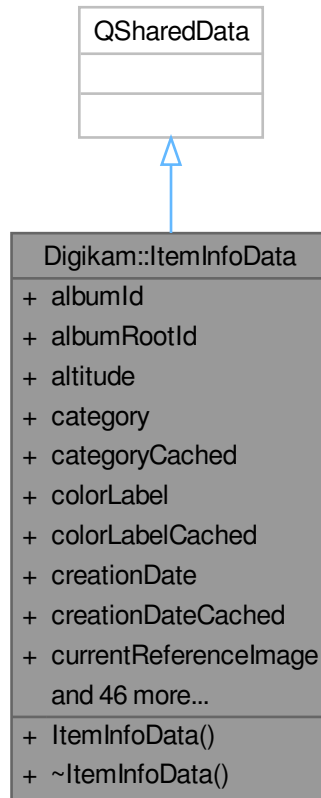 QSharedData
Digikam::ItemInfoData
+ albumId
+ albumRootId
+ altitude
+ category
+ categoryCached
+ colorLabel
+ colorLabelCached
+ creationDate
+ creationDateCached
+ currentReferenceImage
and 46 more...
+ ItemInfoData()
+ ~ItemInfoData()